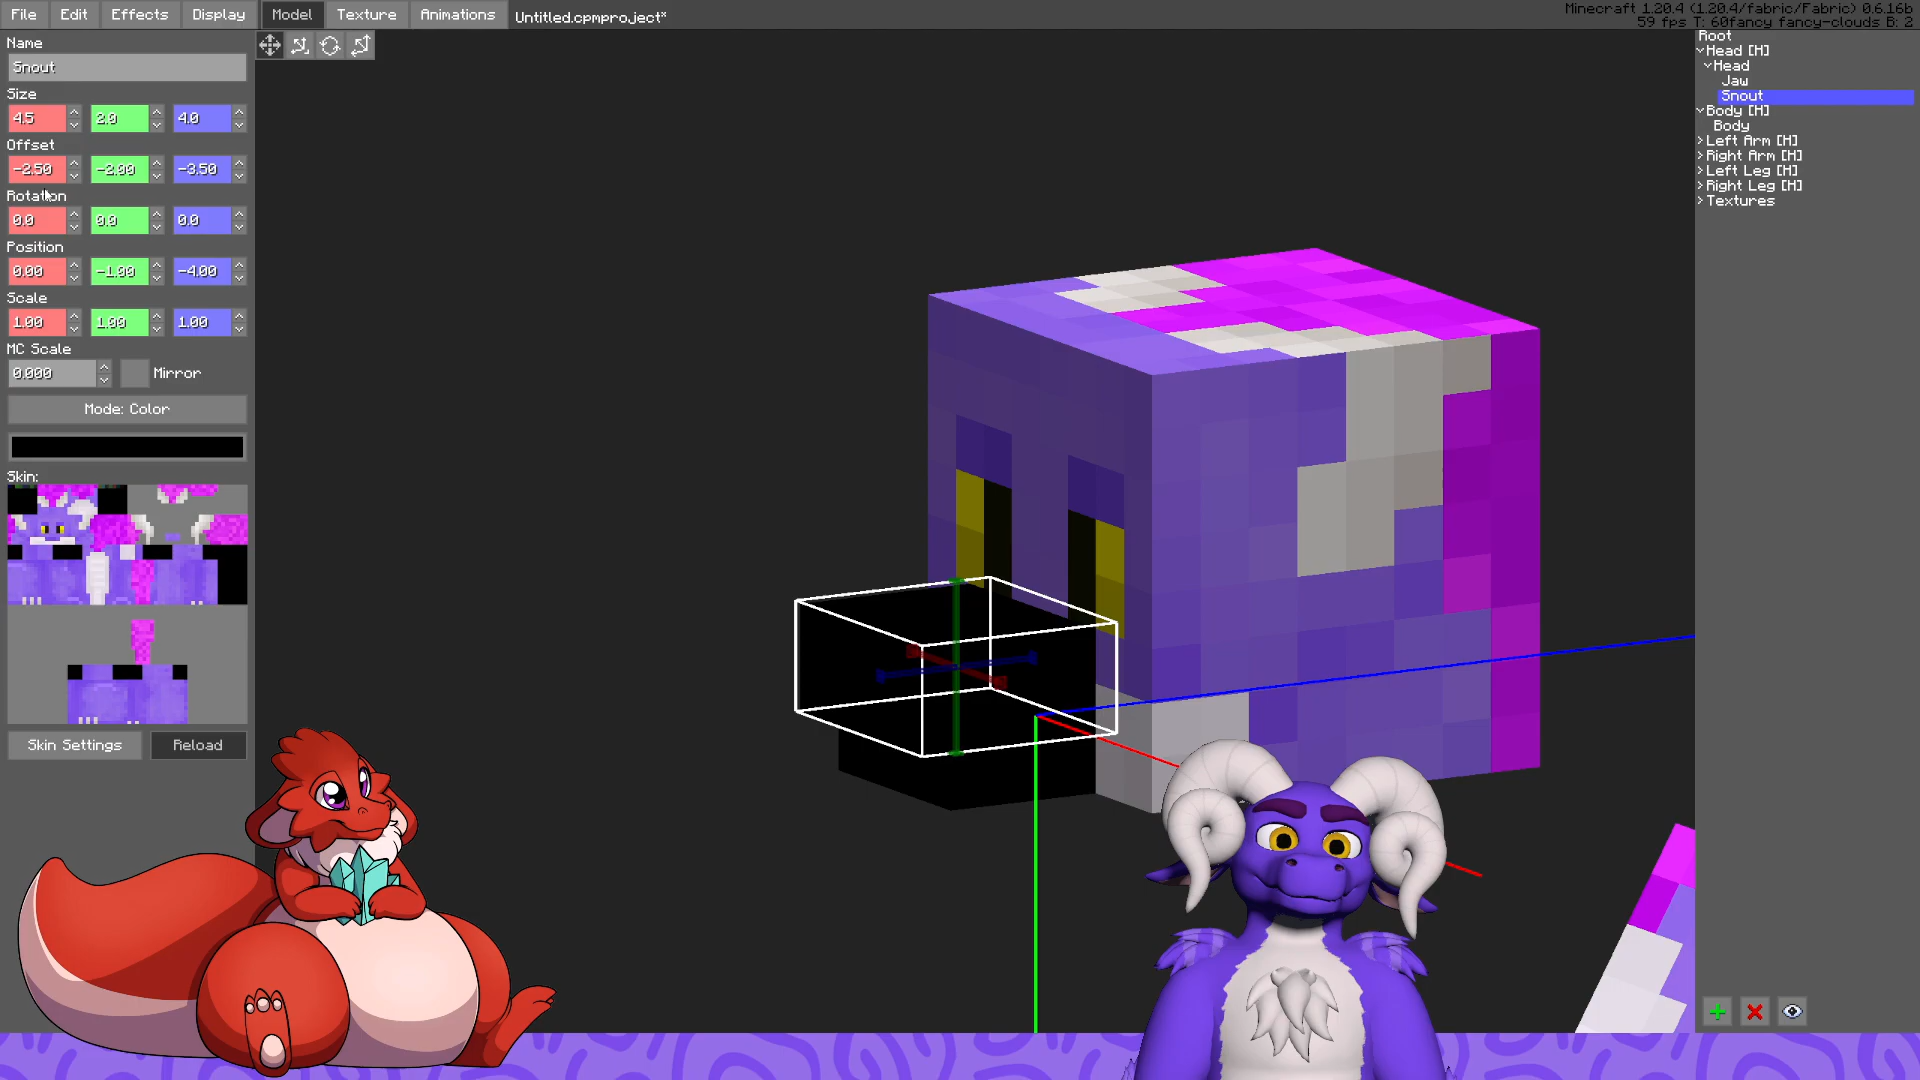 File Edit Effects Display Model Texture Animations Untitled.cpmproject*
Minecraft 1.20.4 (1.20.4/fabric/Fabric) 0.6.16b
59 fps T: 60fancy fancy-clouds B: 2
Name
Snout
Size
4.5 2.0 4.0
Offset
-2.50 -2.00 -3.50
Rotation
0.0 0.0 0.0
Position
0.00 -1.00 -4.00
Scale
1.00 1.00 1.00
MC Scale
0.000 Mirror
Mode: Color
Skin:
Skin Settings Reload
Root
Head [H]
Head
Jaw
Snout
Body [H]
Body
Left Arm [H]
Right Arm [H]
Left Leg [H]
Right Leg [H]
Textures